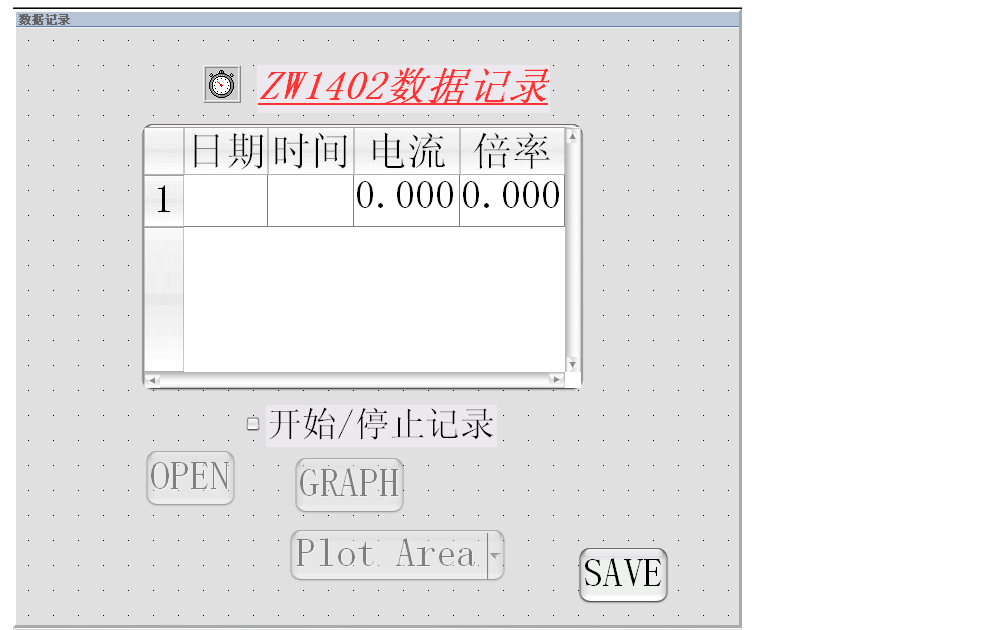 数据记录
ZW1402数据记录
日期 时间 电流 倍率
1 0.000 0.000
开始/停止记录
OPEN
GRAPH
Plot Area
SAVE